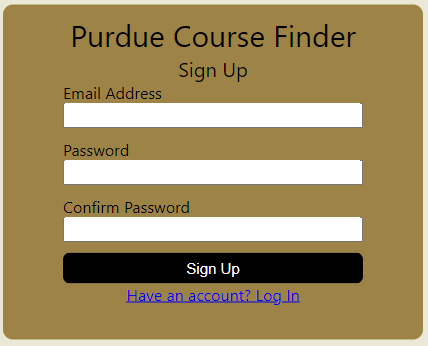 Purdue Course Finder
Sign Up
Email Address
Password
Confirm Password
Sign Up
Have an account? Log In